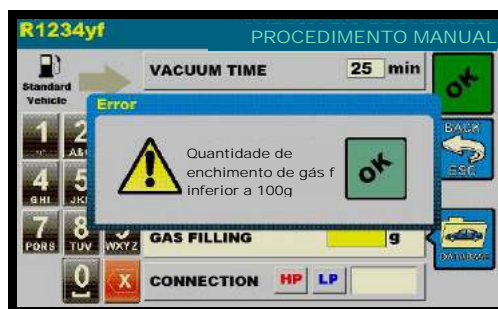 R1234yf
PROCEDIMENTO MANUAL
Standard
Vehicle
VACUUM TIME 25 min
OK
Error
Quantidade de
enchimento de gás f
inferior a 100g
OK
BACK
ESC
1 2
4 5
GHI
7 8
PQRS TUV WXYZ
GAS FILLING g
DATABASE
0 X
CONNECTION HP LP